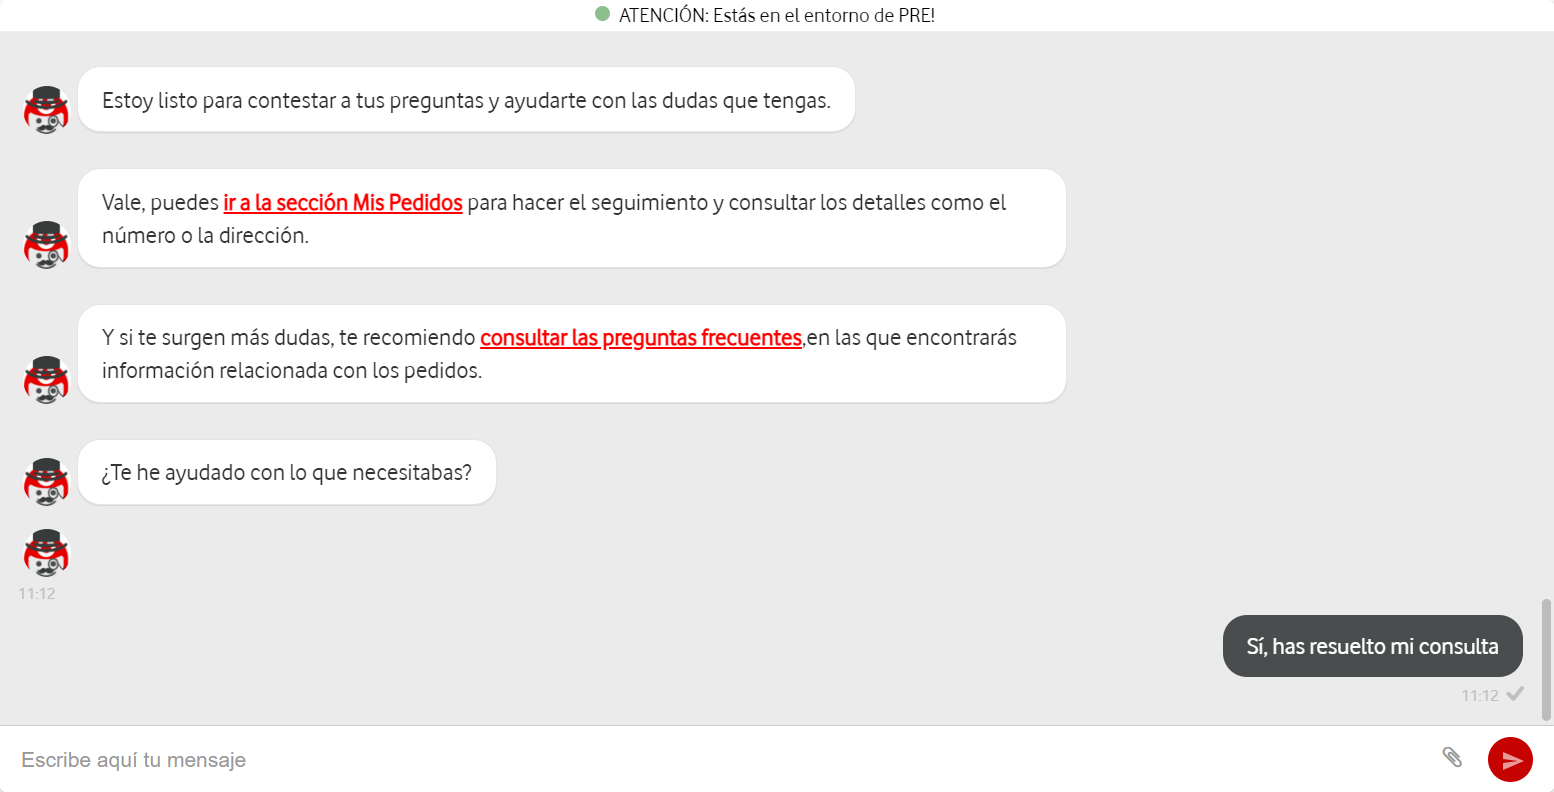 ATENCIÓN: Estás en el entorno de PRE!
Estoy listo para contestar a tus preguntas y ayudarte con las dudas que tengas.
Vale, puedes ir a la sección Mis Pedidos para hacer el seguimiento y consultar los detalles como el
número o la dirección.
Y si te surgen más dudas, te recomiendo consultar las preguntas frecuentes,en las que encontrarás
información relacionada con los pedidos.
¿Te he ayudado con lo que necesitabas?
11:12
Sí, has resuelto mi consulta
11:12
Escribe aquí tu mensaje